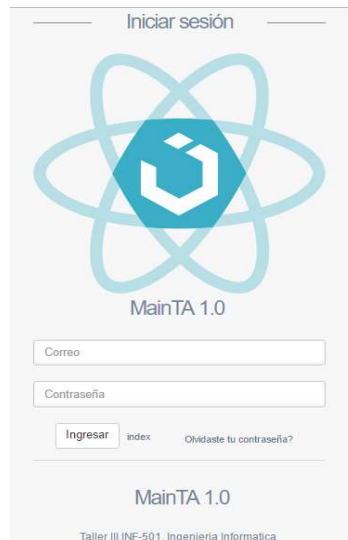 Iniciar sesión
MainTA 1.0
Correo
Contraseña
Ingresar index Olvidaste tu contraseña?
MainTA 1.0
Taller III INF-501, Ingenieria Informatica